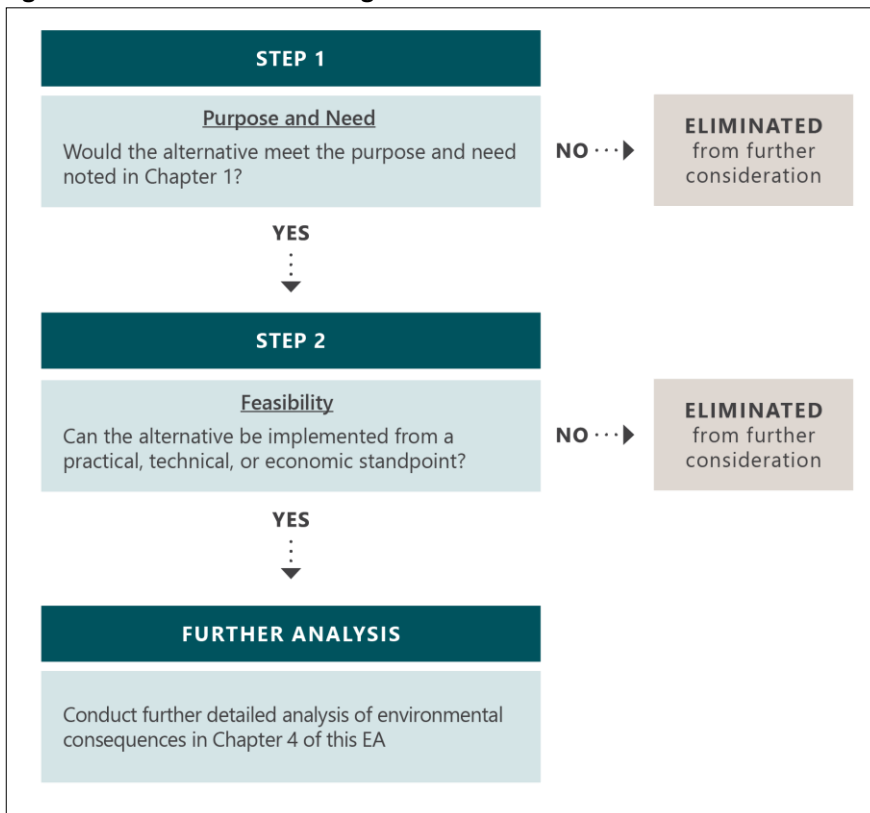 STEP 1
Purpose and Need
Would the alternative meet the purpose and need
noted in Chapter 1?
NO
ELIMINATED
from further
consideration
YES
STEP 2
Feasibility
Can the alternative be implemented from a
practical, technical, or economic standpoint?
NO
ELIMINATED
from further
consideration
YES
FURTHER ANALYSIS
Conduct further detailed analysis of environmental
consequences in Chapter 4 of this EA